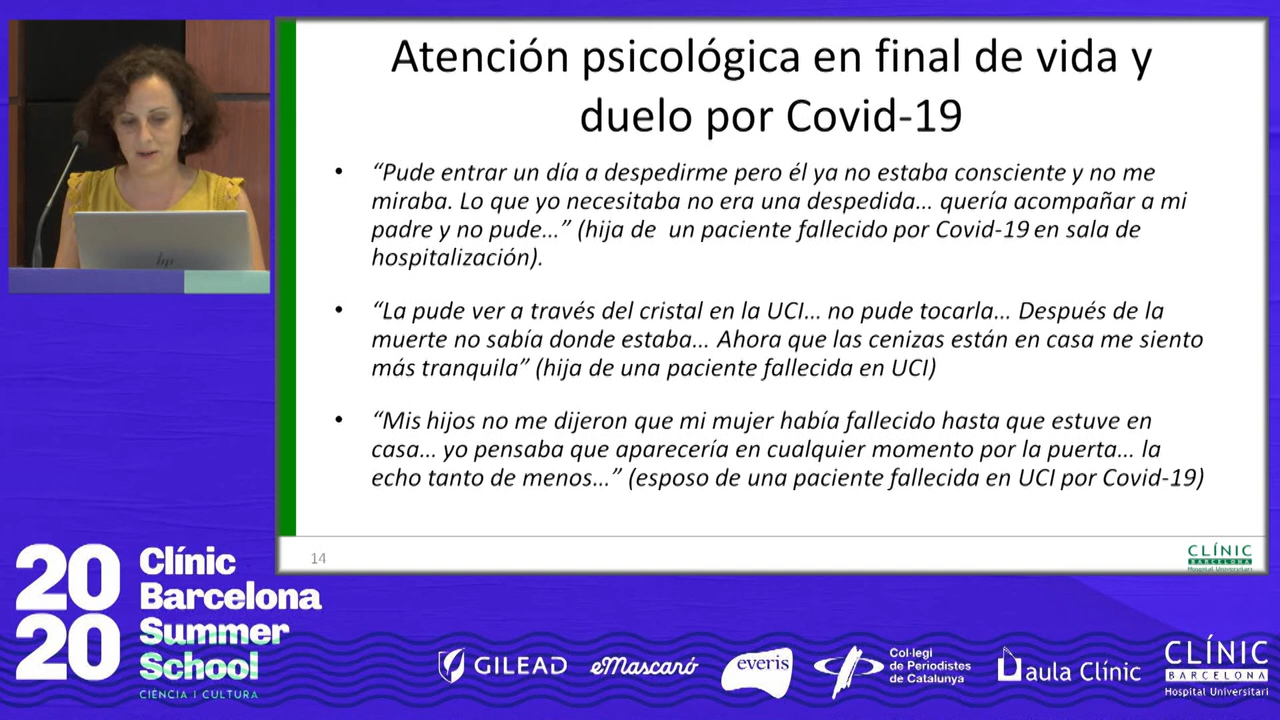 Atención psicológica en final de vida y
duelo por Covid-19
• “Pude entrar un día a despedirme pero él ya no estaba consciente y no me
miraba. Lo que yo necesitaba no era una despedida... quería acompañar a mi
padre y no pude...” (hija de un paciente fallecido por Covid-19 en sala de
hospitalización).
• “La pude ver a través del cristal en la UCI... no pude tocarla... Después de la
muerte no sabía donde estaba... Ahora que las cenizas están en casa me siento
más tranquila” (hija de una paciente fallecida en UCI)
• “Mis hijos no me dijeron que mi mujer había fallecido hasta que estuve en
casa... yo pensaba que aparecería en cualquier momento por la puerta... la
echo tanto de menos...” (esposo de una paciente fallecida en UCI por Covid-19)
14
CLÍNIC
BARCELONA
Hospital Universitari
hp
20
20
Clínic
Barcelona
Summer
School
CIÈNCIA I CULTURA
GILEAD
eMascaró
everis
Col·legi
de Periodistes
de Catalunya
aula Clínic
CLÍNIC
BARCELONA
Hospital Universitari